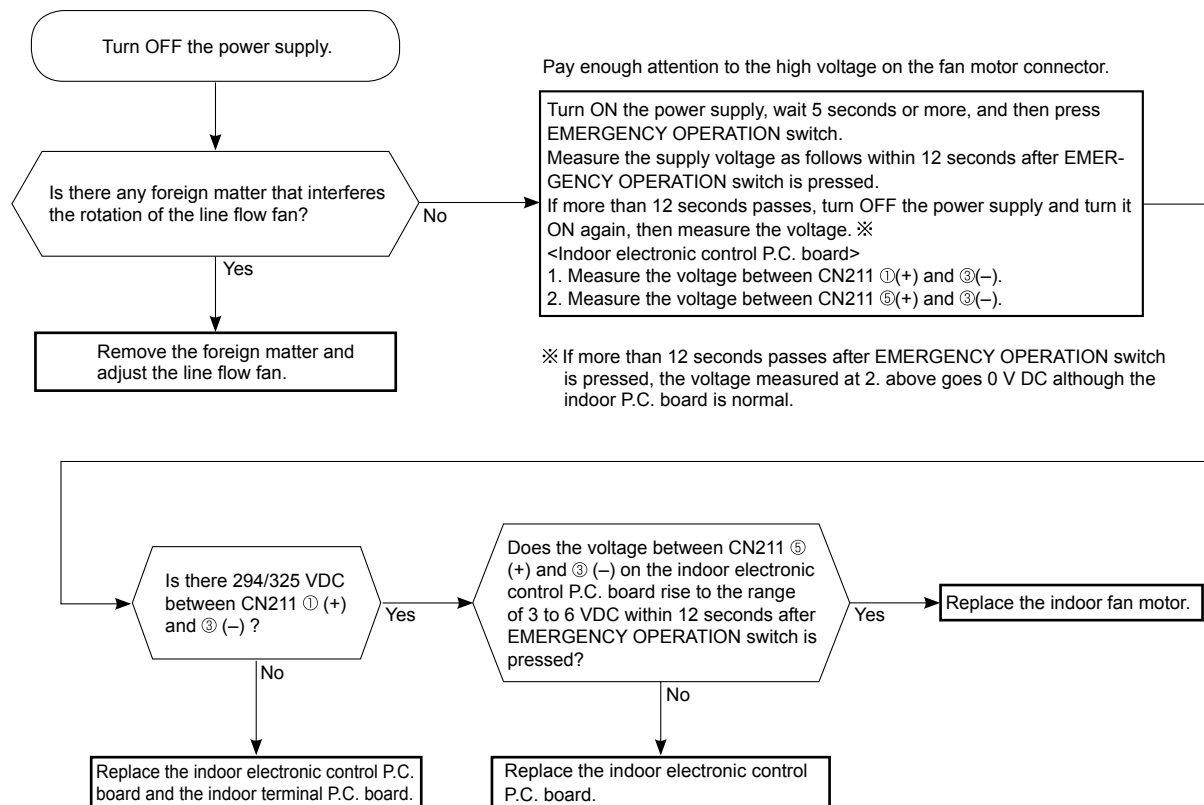 Turn OFF the power supply.
Pay enough attention to the high voltage on the fan motor connector.
Is there any foreign matter that interferes
the rotation of the line flow fan?
No
Yes
Remove the foreign matter and
adjust the line flow fan.
Turn ON the power supply, wait 5 seconds or more, and then press
EMERGENCY OPERATION switch.
Measure the supply voltage as follows within 12 seconds after EMER-
GENCY OPERATION switch is pressed.
If more than 12 seconds passes, turn OFF the power supply and turn it
ON again, then measure the voltage. ※
<Indoor electronic control P.C. board>
1. Measure the voltage between CN211 ①(+) and ③(–).
2. Measure the voltage between CN211 ⑤(+) and ③(–).
※ If more than 12 seconds passes after EMERGENCY OPERATION switch
is pressed, the voltage measured at 2. above goes 0 V DC although the
indoor P.C. board is normal.
Is there 294/325 VDC
between CN211 ① (+)
and ③ (–) ?
Yes
No
Replace the indoor electronic control P.C.
board and the indoor terminal P.C. board.
Does the voltage between CN211 ⑤
(+) and ③ (–) on the indoor electronic
control P.C. board rise to the range
of 3 to 6 VDC within 12 seconds after
EMERGENCY OPERATION switch is
pressed?
Yes
No
Replace the indoor fan motor.
Replace the indoor electronic control
P.C. board.